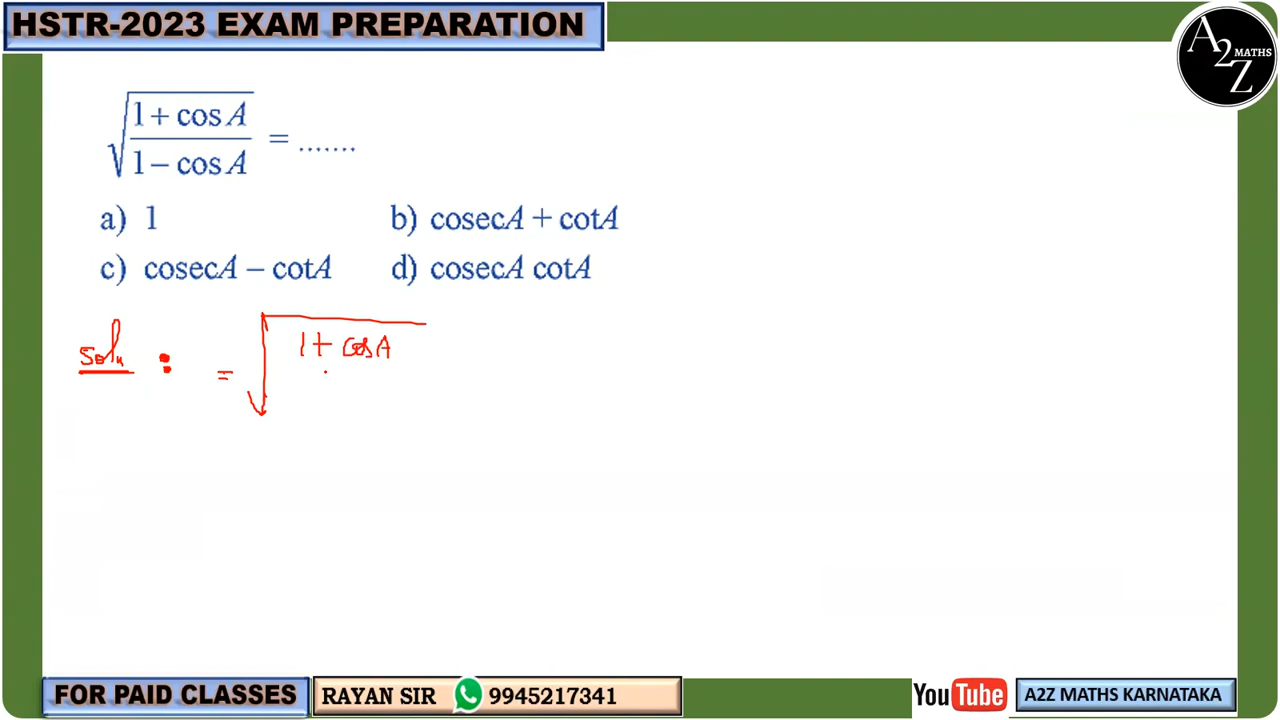 HSTR-2023 EXAM PREPARATION
A2Z MATHS
√((1 + cos A)/(1 − cos A)) = .......
a) 1 b) cosecA + cotA
c) cosecA − cotA d) cosecA cotA
Soln : = √(1 + cosA
FOR PAID CLASSES RAYAN SIR 9945217341 YouTube A2Z MATHS KARNATAKA